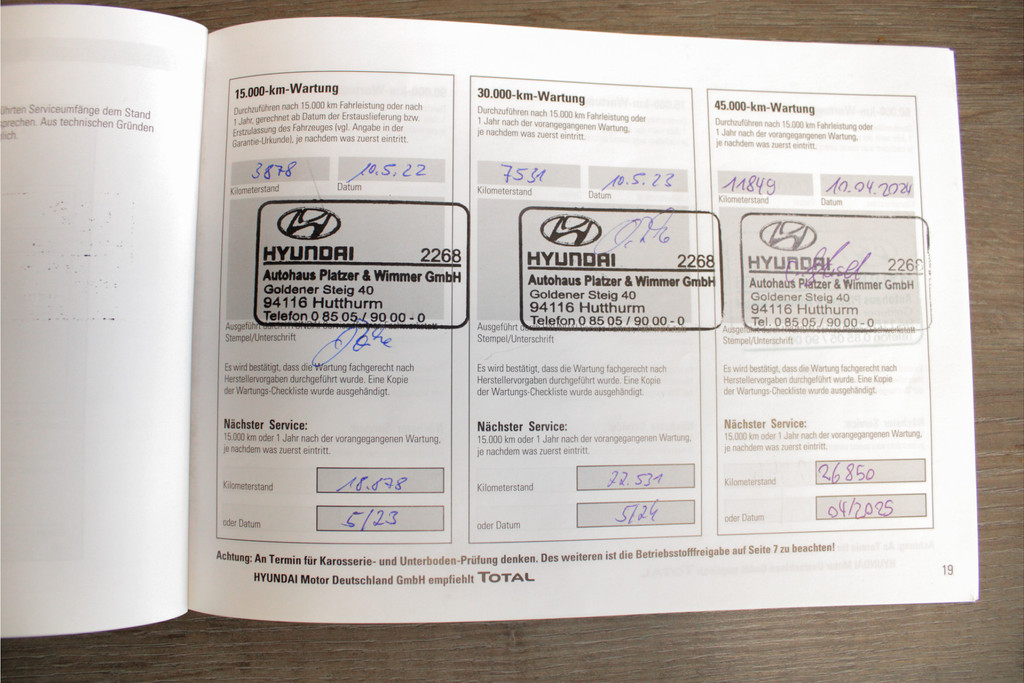 ührten Serviceumfänge dem Stand
sprechen. Aus technischen Gründen
15.000-km-Wartung
Durchzuführen nach 15.000 km Fahrleistung oder nach
1 Jahr, gerechnet ab Datum der Erstauslieferung bzw.
Erstzulassung des Fahrzeuges (vgl. Angabe in der
Garantie-Urkunde), je nachdem was zuerst eintritt.
3878 10.5.22
Kilometerstand Datum
HYUNDAI 2268
Autohaus Platzer & Wimmer GmbH
Goldener Steig 40
94116 Hutthurm
Telefon 0 85 05 / 90 00 - 0
Ausgeführt durch
Stempel/Unterschrift
Es wird bestätigt, dass die Wartung fachgerecht nach
Herstellervorgaben durchgeführt wurde. Eine Kopie
der Wartungs-Checkliste wurde ausgehändigt.
Nächster Service:
15.000 km oder 1 Jahr nach der vorangegangenen Wartung,
je nachdem was zuerst eintritt.
Kilometerstand 18.878
oder Datum 5/23
30.000-km-Wartung
Durchzuführen nach 15.000 km Fahrleistung oder
1 Jahr nach der vorangegangenen Wartung,
je nachdem was zuerst eintritt.
7531 10.5.23
Kilometerstand Datum
HYUNDAI 2268
Autohaus Platzer & Wimmer GmbH
Goldener Steig 40
94116 Hutthurm
Telefon 0 85 05 / 90 00 - 0
Ausgeführt
Stempel/Unterschrift
Es wird bestätigt, dass die Wartung fachgerecht nach
Herstellervorgaben durchgeführt wurde. Eine Kopie
der Wartungs-Checkliste wurde ausgehändigt.
Nächster Service:
15.000 km oder 1 Jahr nach der vorangegangenen Wartung,
je nachdem was zuerst eintritt.
Kilometerstand 22.531
oder Datum 5/24
45.000-km-Wartung
Durchzuführen nach 15.000 km Fahrleistung oder
1 Jahr nach der vorangegangenen Wartung,
je nachdem was zuerst eintritt.
11849 10.04.2024
Kilometerstand Datum
HYUNDAI 2268
Autohaus Platzer & Wimmer GmbH
Goldener Steig 40
94116 Hutthurm
Tel. 0 85 05 / 90 00 - 0
Stempel/Unterschrift
Es wird bestätigt, dass die Wartung fachgerecht nach
Herstellervorgaben durchgeführt wurde. Eine Kopie
der Wartungs-Checkliste wurde ausgehändigt.
Nächster Service:
15.000 km oder 1 Jahr nach der vorangegangenen Wartung,
je nachdem was zuerst eintritt.
Kilometerstand 26850
oder Datum 04/2025
Achtung: An Termin für Karosserie- und Unterboden-Prüfung denken. Des weiteren ist die Betriebsstofffreigabe auf Seite 7 zu beachten!
HYUNDAI Motor Deutschland GmbH empfiehlt TOTAL
19